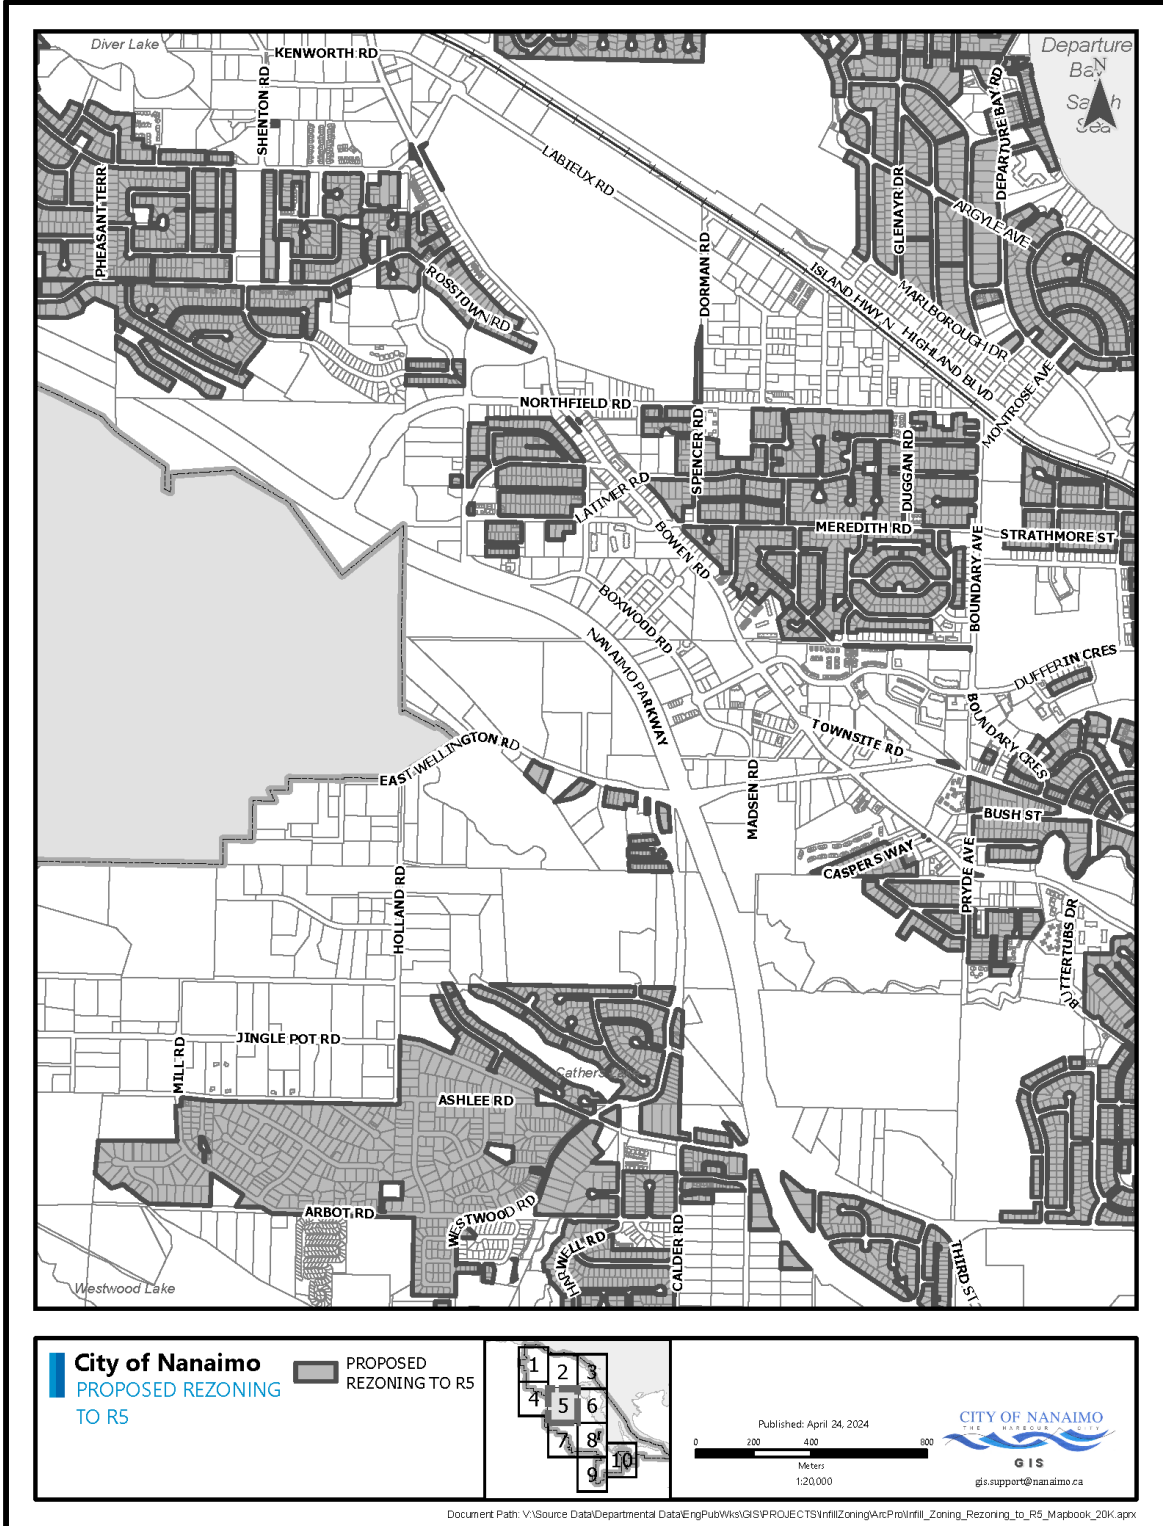 Diver Lake
KENWORTH RD
SHENTON RD
Departure
Bay
N
DEPARTURE BAY RD
LABIEUX RD
PHEASANT TERR
GLENAYR DR
ARGYLE AVE
DORMAN RD
ROSSTOWN RD
ISLAND HWY N
MARLBOROUGH DR
HIGHLAND BLVD
MONTROSE AVE
NORTHFIELD RD
SPENCER RD
DUGGAN RD
LATIMER RD
MEREDITH RD
STRATHMORE ST
BOWEN RD
BOUNDARY AVE
BOXWOOD RD
NANAIMO PARKWAY
DUFFERIN CRES
BOUNDARY CRES
TOWNSITE RD
EAST WELLINGTON RD
MADSEN RD
BUSH ST
CASPERS WAY
PRYDE AVE
HOLLAND RD
BUTTERTUBS DR
JINGLE POT RD
MILL RD
ASHLEE RD
ARBOT RD
WESTWOOD RD
HARWELL RD
CALDER RD
THIRD ST
Westwood Lake
City of Nanaimo
PROPOSED REZONING
TO R5
PROPOSED
REZONING TO R5
1
2
3
4
5
6
7
8
9
10
Published: April 24, 2024
0 200 400 800
Meters
1:20,000
CITY OF NANAIMO
THE HARBOUR CITY
GIS
gis.support@nanaimo.ca
Document Path: V:\Source Data\Departmental Data\EngPubWks\GIS\PROJECTS\InfillZoning\ArcPro\Infill_Zoning_Rezoning_to_R5_Mapbook_20K.aprx